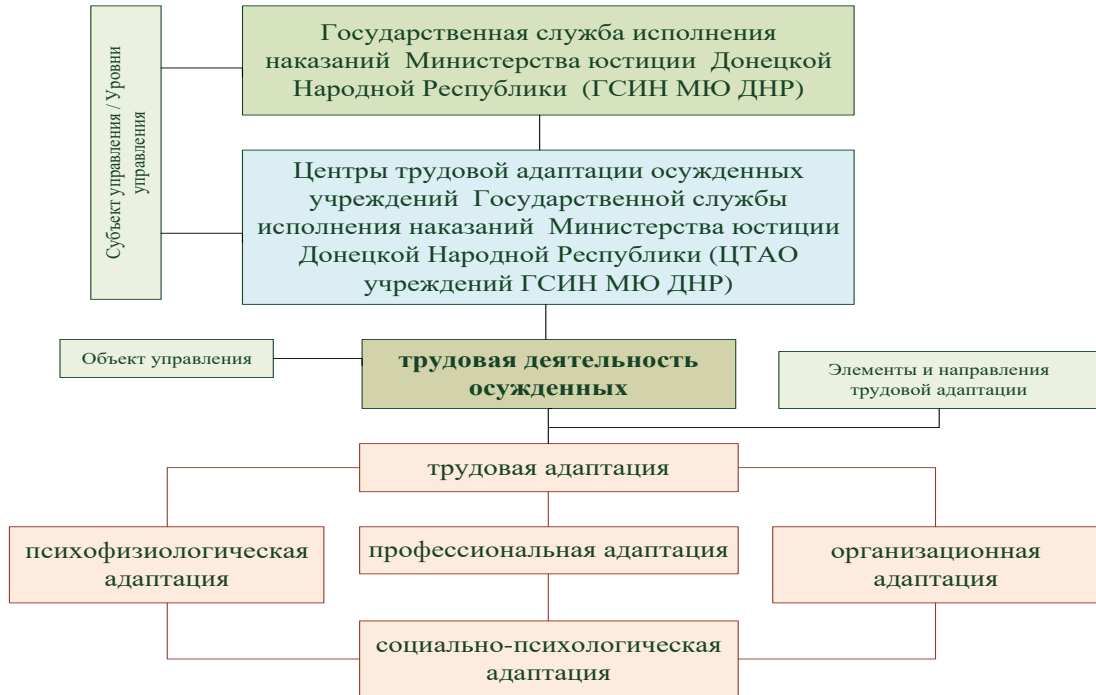 Субъект управления / Уровни
управления
Государственная служба исполнения
наказаний Министерства юстиции Донецкой
Народной Республики (ГСИН МЮ ДНР)
Центры трудовой адаптации осужденных
учреждений Государственной службы
исполнения наказаний Министерства юстиции
Донецкой Народной Республики (ЦТАО
учреждений ГСИН МЮ ДНР)
Объект управления
трудовая деятельность
осужденных
Элементы и направления
трудовой адаптации
трудовая адаптация
психофизиологическая
адаптация
профессиональная адаптация
организационная
адаптация
социально-психологическая
адаптация